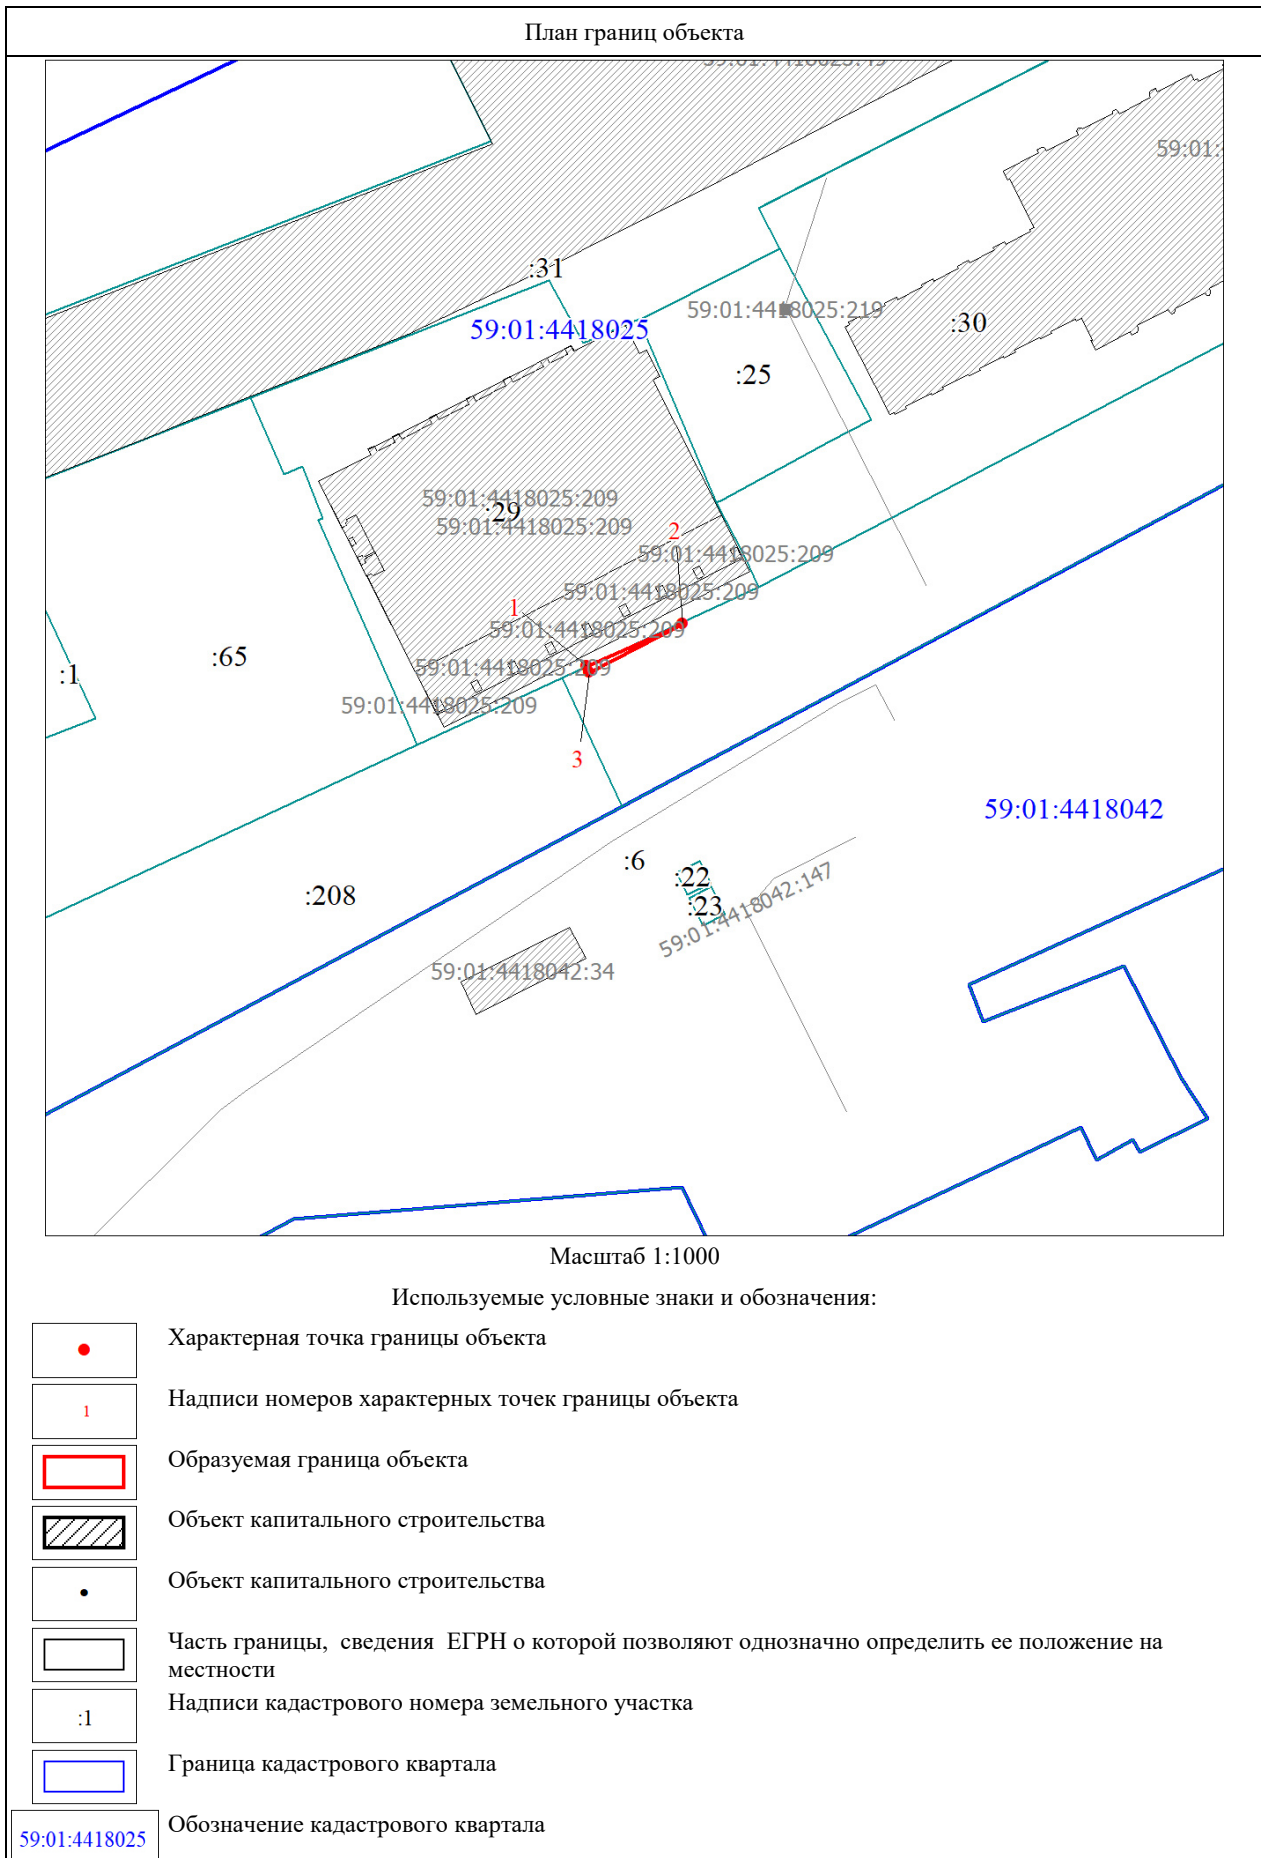 План границ объекта
59:01:4418025:49
59:01:
:31
59:01:4418025:219
59:01:4418025
:30
:25
59:01:4418025:209
:29
59:01:4418025:209
2
59:01:4418025:209
59:01:4418025:209
1
59:01:4418025:209
:65
59:01:4418025:209
:1
59:01:4418025:209
3
59:01:4418042
:6
:22
:208
:23
59:01:4418042:147
59:01:4418042:34
Масштаб 1:1000
Используемые условные знаки и обозначения:
Характерная точка границы объекта
1
Надписи номеров характерных точек границы объекта
Образуемая граница объекта
Объект капитального строительства
Объект капитального строительства
Часть границы, сведения ЕГРН о которой позволяют однозначно определить ее положение на
местности
:1
Надписи кадастрового номера земельного участка
Граница кадастрового квартала
59:01:4418025
Обозначение кадастрового квартала